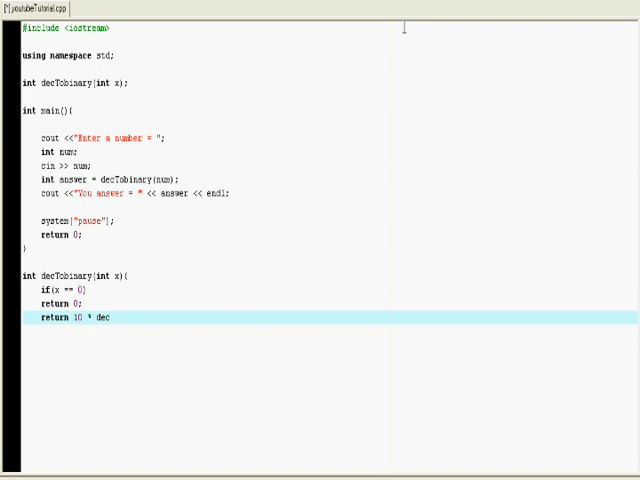 [*] youtubeTutorial.cpp
#include <iostream>
using namespace std;
int decTobinary(int x);
int main(){
cout <<"Enter a number = ";
int num;
cin >> num;
int answer = decTobinary(num);
cout <<"You answer = " << answer << endl;
system("pause");
return 0;
}
int decTobinary(int x){
if(x == 0)
return 0;
return 10 * dec